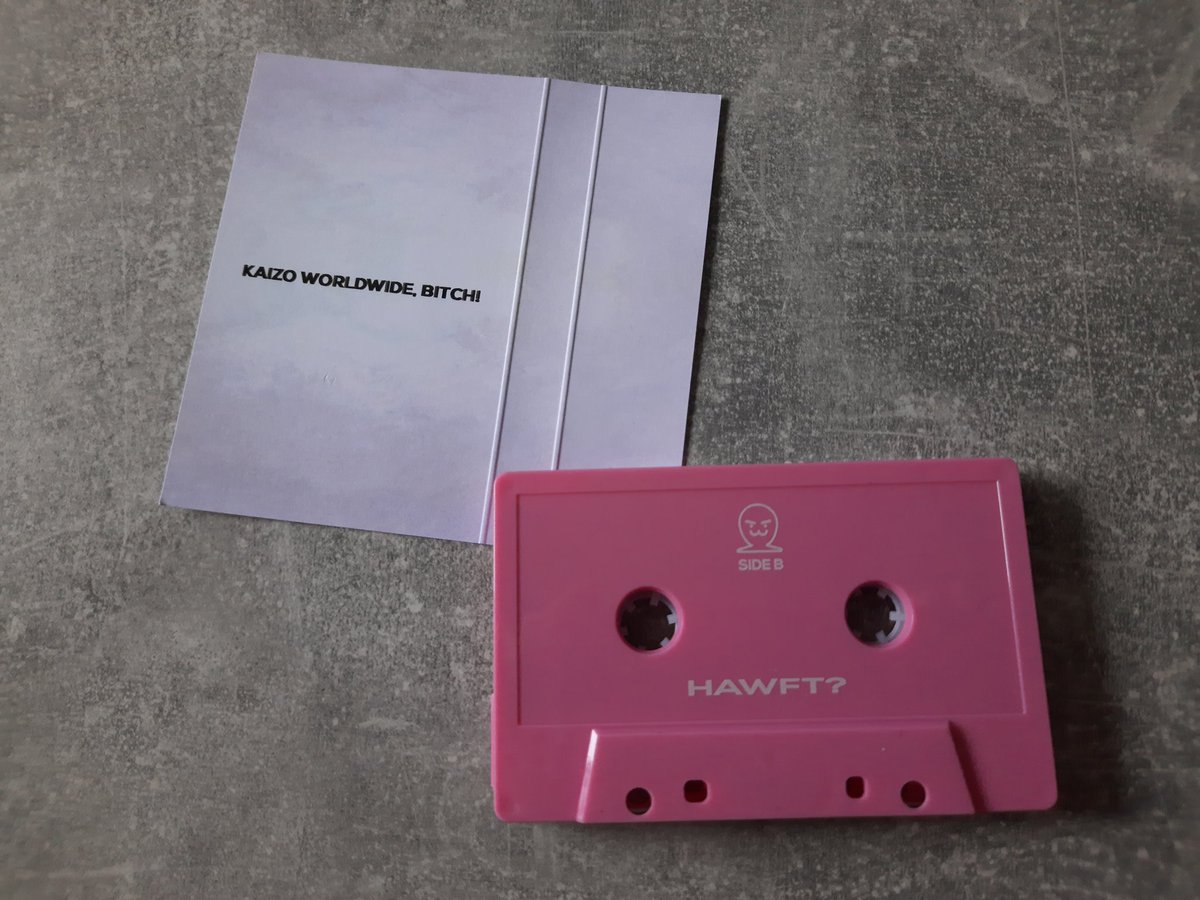 KAIZO WORLDWIDE, BITCH!
SIDE B
HAWFT?